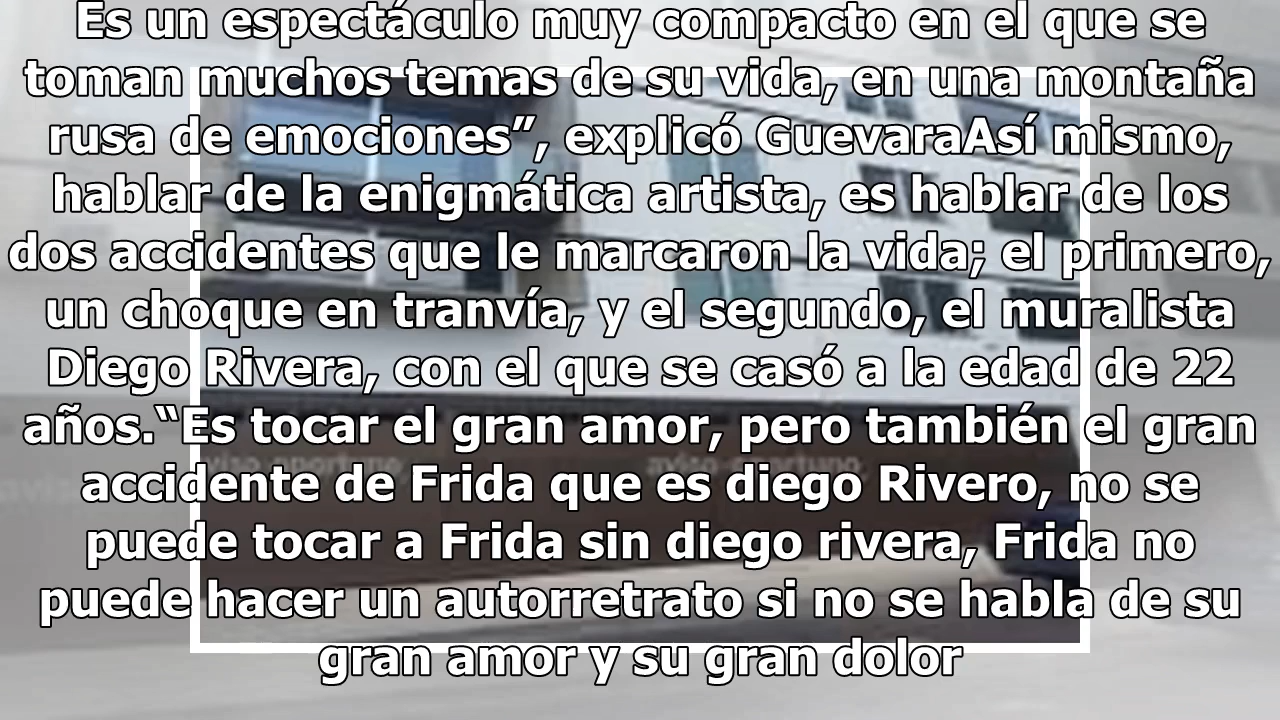 Es un espectáculo muy compacto en el que se
toman muchos temas de su vida, en una montaña
rusa de emociones”, explicó GuevaraAsí mismo,
hablar de la enigmática artista, es hablar de los
dos accidentes que le marcaron la vida; el primero,
un choque en tranvía, y el segundo, el muralista
Diego Rivera, con el que se casó a la edad de 22
años.“Es tocar el gran amor, pero también el gran
accidente de Frida que es diego Rivero, no se
puede tocar a Frida sin diego rivera, Frida no
puede hacer un autorretrato si no se habla de su
gran amor y su gran dolor
aviso oportuno
aviso oportuno